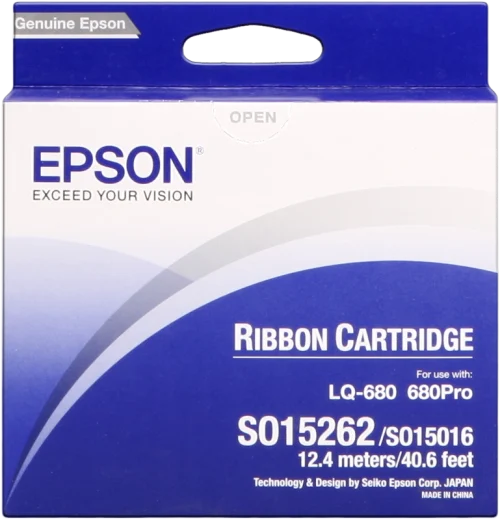 Genuine Epson
OPEN
EPSON®
EXCEED YOUR VISION
RIBBON CARTRIDGE
For use with:
LQ-680 680Pro
S015262 /S015016
12.4 meters/40.6 feet
Technology & Design by Seiko Epson Corp. JAPAN
MADE IN CHINA